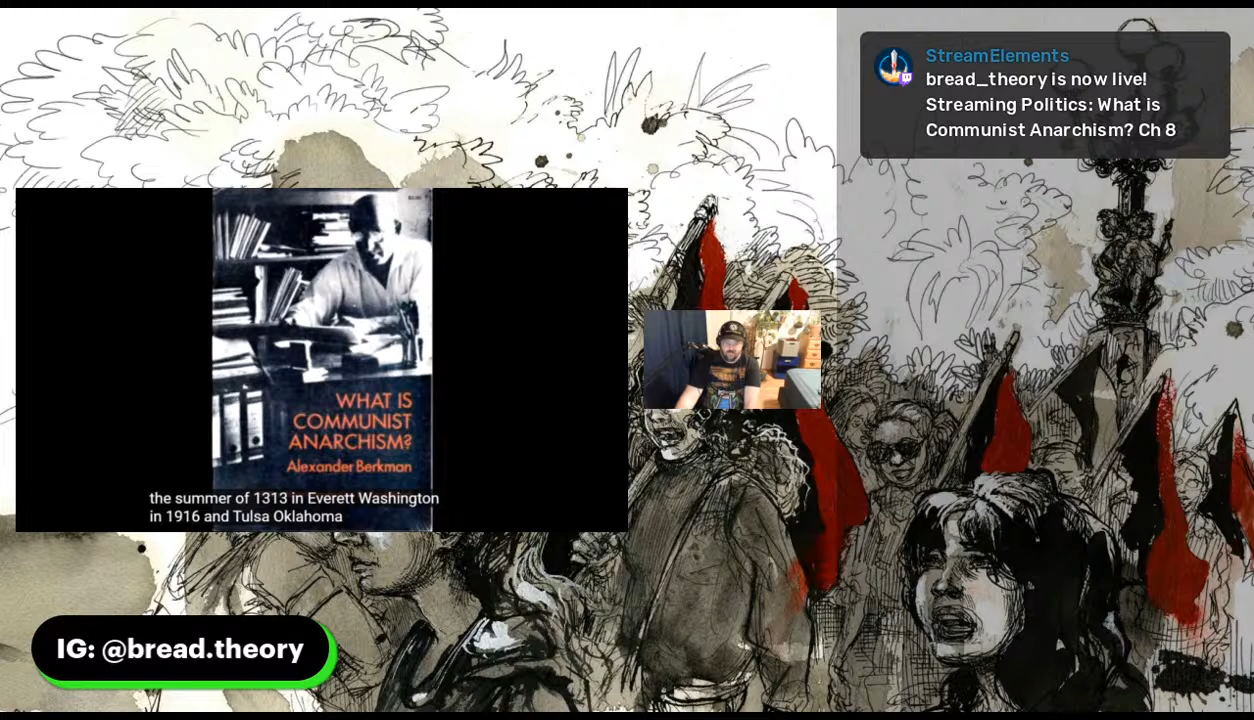 StreamElements
bread_theory is now live!
Streaming Politics: What is
Communist Anarchism? Ch 8
WHAT IS
COMMUNIST
ANARCHISM?
Alexander Berkman
the summer of 1313 in Everett Washington
in 1916 and Tulsa Oklahoma
IG: @bread.theory